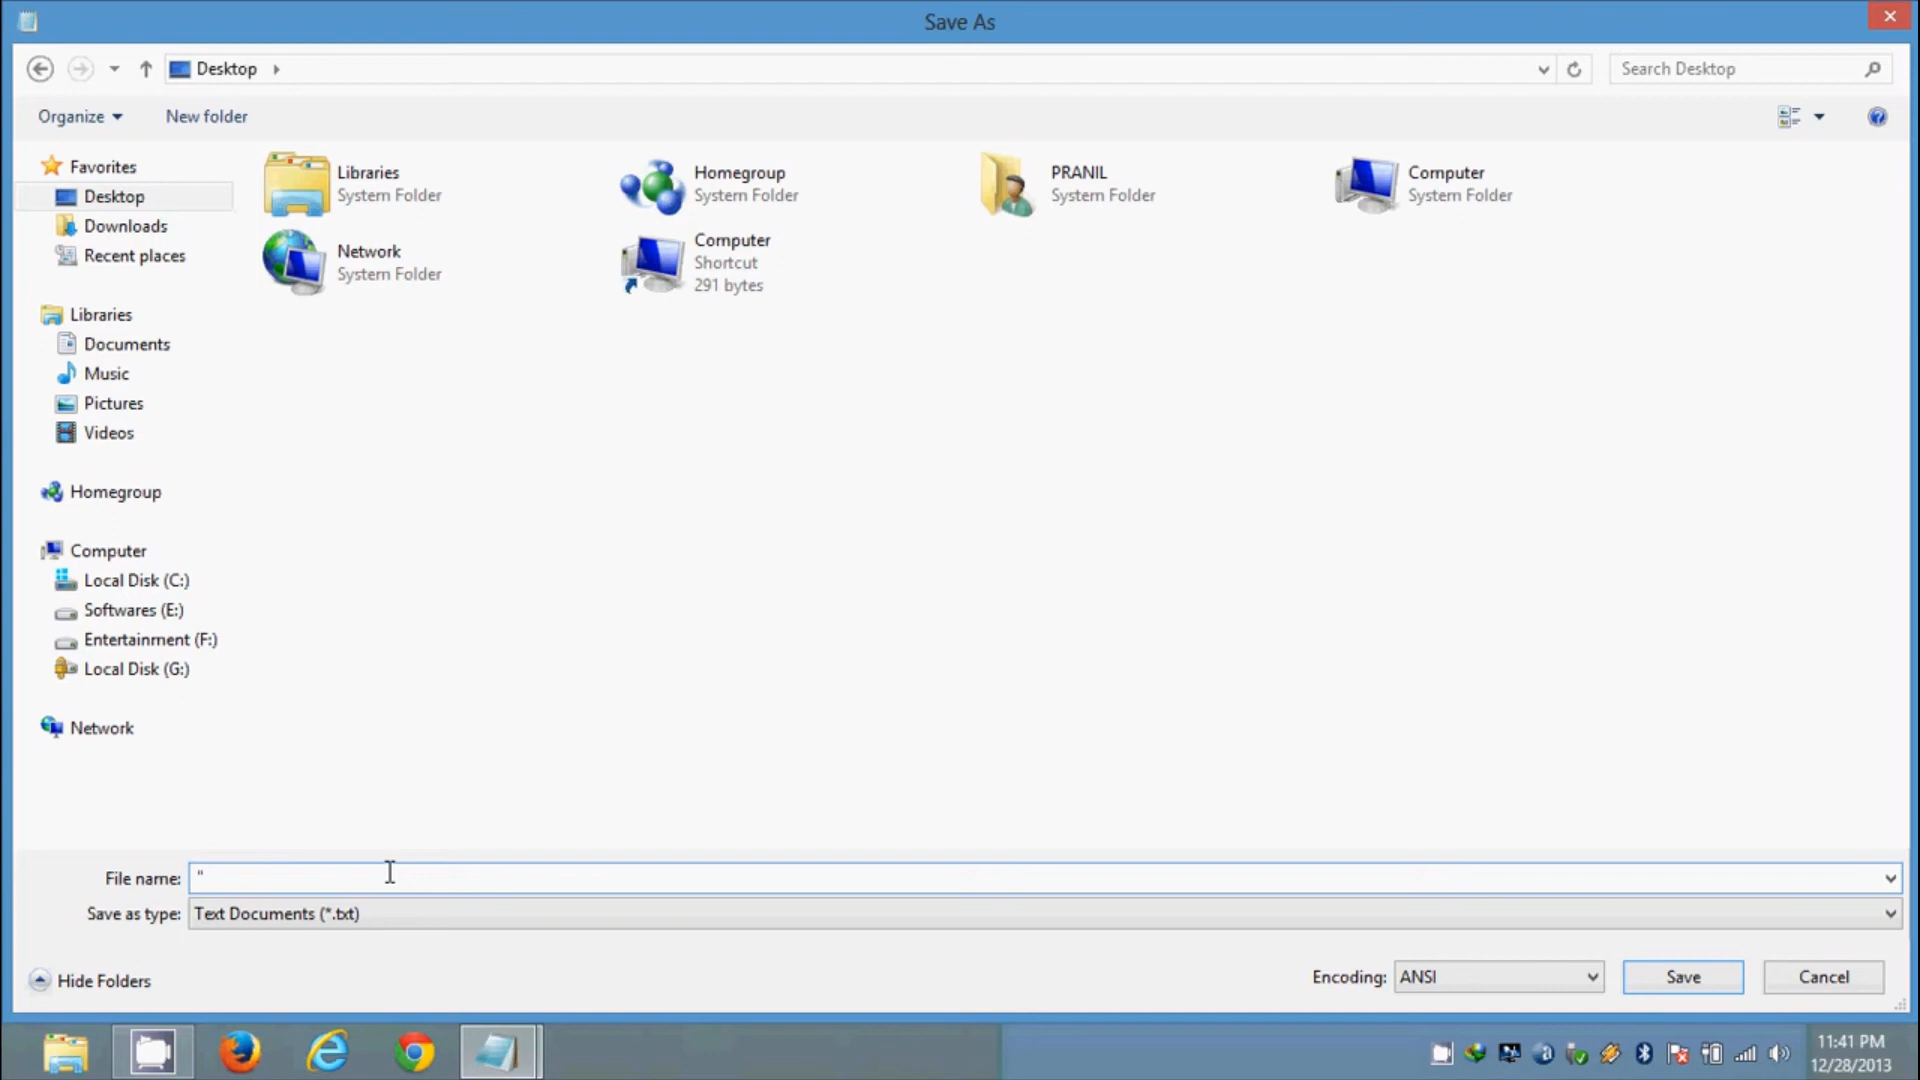 Save As
Desktop
Search Desktop
Organize
New folder
Favorites
Desktop
Downloads
Recent places
Libraries
Documents
Music
Pictures
Videos
Homegroup
Computer
Local Disk (C:)
Softwares (E:)
Entertainment (F:)
Local Disk (G:)
Network
Libraries
System Folder
Homegroup
System Folder
PRANIL
System Folder
Computer
System Folder
Network
System Folder
Computer
Shortcut
291 bytes
File name: "
Save as type: Text Documents (*.txt)
Hide Folders
Encoding: ANSI
Save
Cancel
11:41 PM
12/28/2013